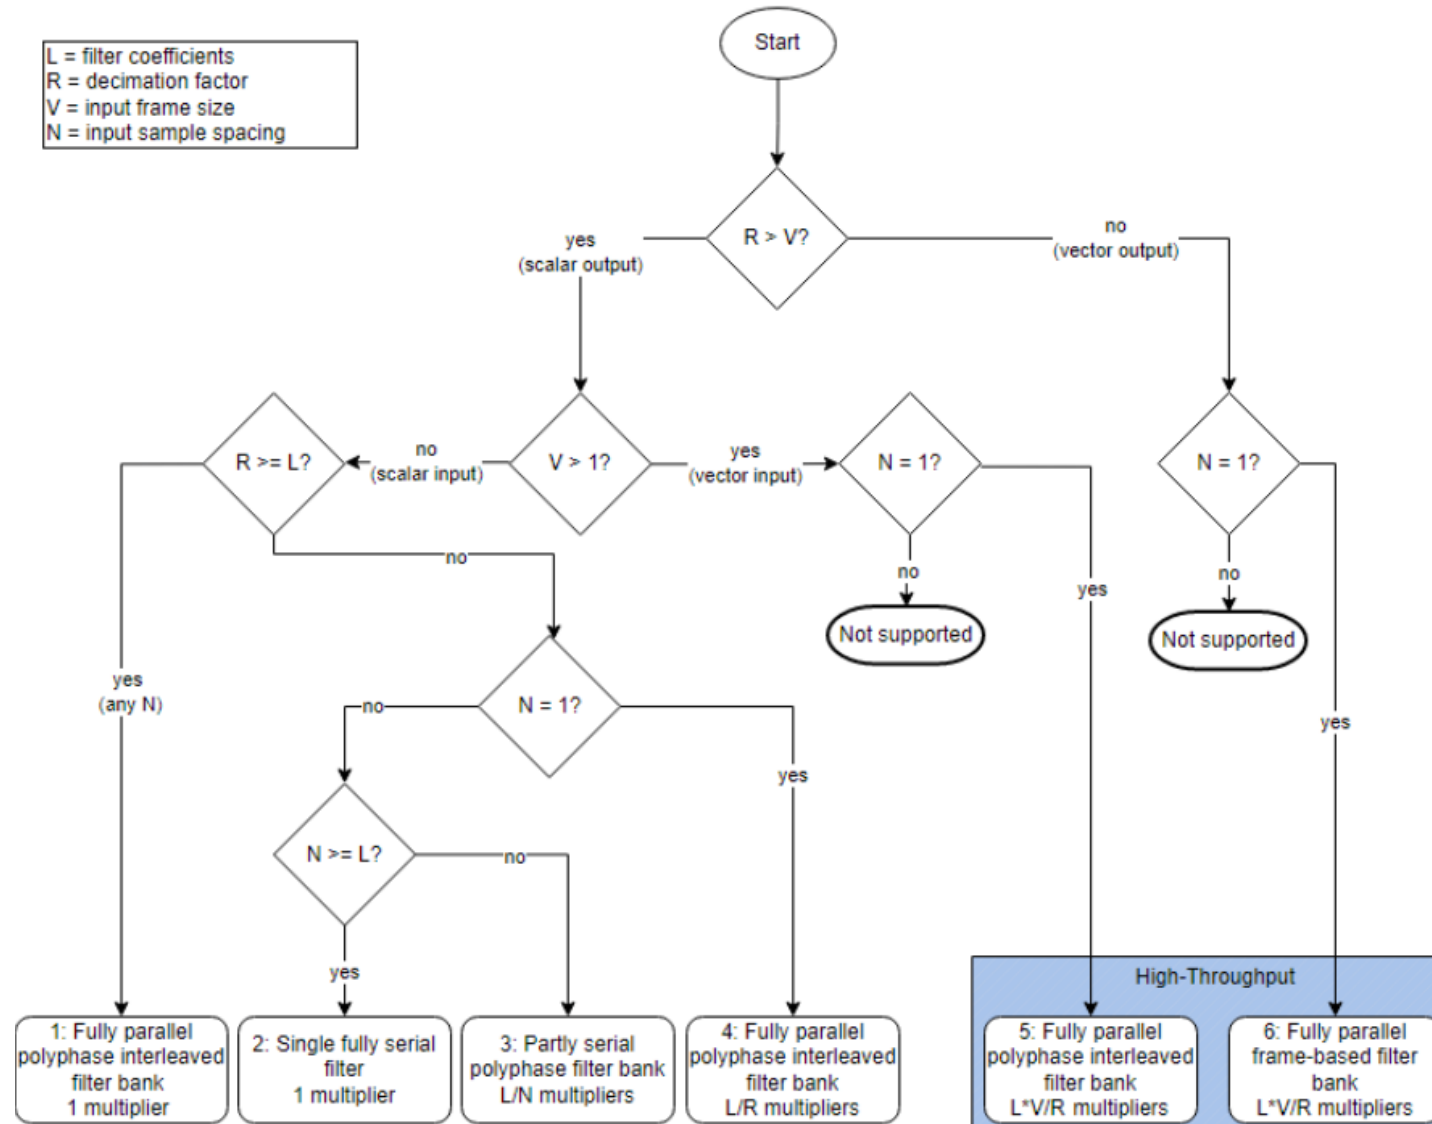 Start
L = filter coefficients
R = decimation factor
V = input frame size
N = input sample spacing
R > V?
yes
(scalar output)
no
(vector output)
R >= L?
no
(scalar input)
V > 1?
yes
(vector input)
N = 1?
N = 1?
no
no
no
yes
Not supported
Not supported
yes
(any N)
no
N = 1?
yes
yes
N >= L?
no
yes
High-Throughput
1: Fully parallel
polyphase interleaved
filter bank
1 multiplier
2: Single fully serial
filter
1 multiplier
3: Partly serial
polyphase filter bank
L/N multipliers
4: Fully parallel
polyphase interleaved
filter bank
L/R multipliers
5: Fully parallel
polyphase interleaved
filter bank
L*V/R multipliers
6: Fully parallel
frame-based filter
bank
L*V/R multipliers